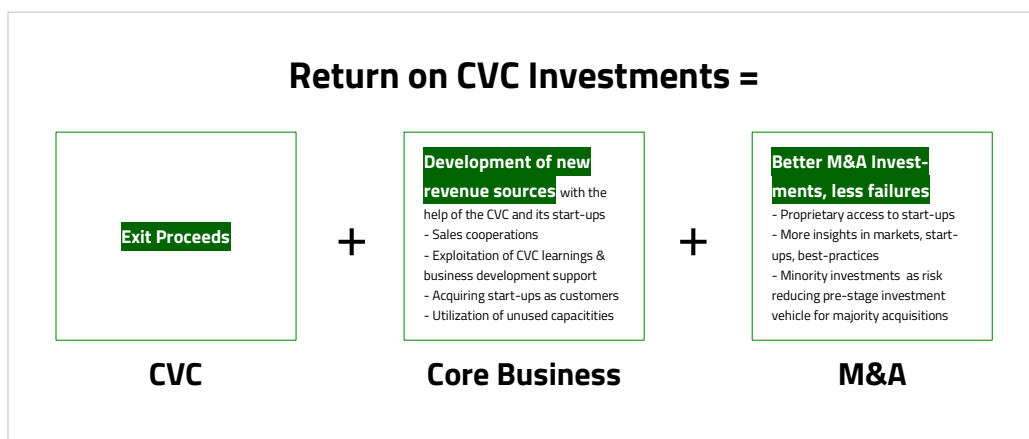 Return on CVC Investments =
Exit Proceeds
+
Development of new
revenue sources with the
help of the CVC and its start-ups
- Sales cooperations
- Exploitation of CVC learnings &
business development support
- Acquiring start-ups as customers
- Utilization of unused capacitities
+
Better M&A Invest-
ments, less failures
- Proprietary access to start-ups
- More insights in markets, start-
ups, best-practices
- Minority investments as risk
reducing pre-stage investment
vehicle for majority acquisitions
CVC
Core Business
M&A